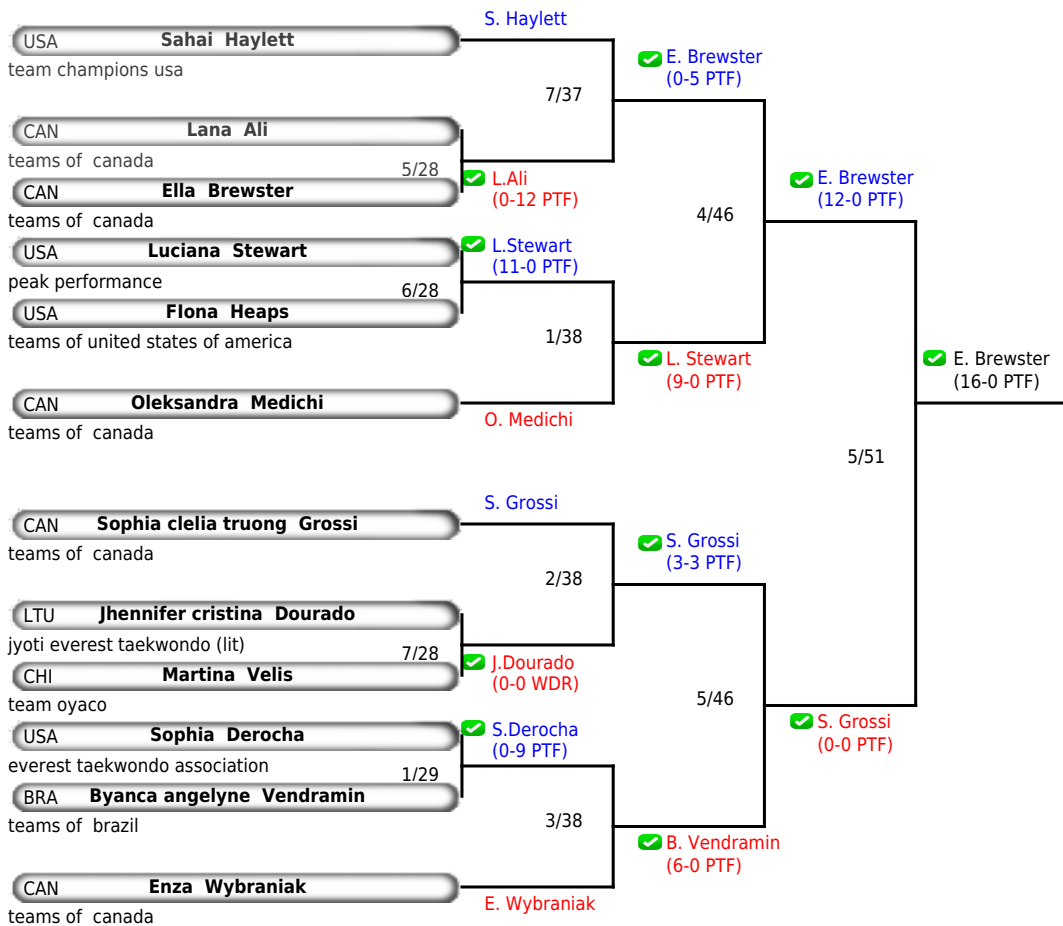 S. Haylett
USA Sahai Haylett
team champions usa
E. Brewster
(0-5 PTF)
7/37
CAN Lana Ali
teams of canada
5/28
L.Ali
(0-12 PTF)
CAN Ella Brewster
teams of canada
E. Brewster
(12-0 PTF)
4/46
USA Luciana Stewart
peak performance
L.Stewart
(11-0 PTF)
6/28
USA FIona Heaps
teams of united states of america
1/38
L. Stewart
(9-0 PTF)
E. Brewster
(16-0 PTF)
CAN Oleksandra Medichi
teams of canada
O. Medichi
5/51
S. Grossi
CAN Sophia clelia truong Grossi
teams of canada
S. Grossi
(3-3 PTF)
2/38
LTU Jhennifer cristina Dourado
jyoti everest taekwondo (lit)
7/28
J.Dourado
(0-0 WDR)
CHI Martina Velis
team oyaco
5/46
S. Grossi
(0-0 PTF)
USA Sophia Derocha
everest taekwondo association
S.Derocha
(0-9 PTF)
1/29
BRA Byanca angelyne Vendramin
teams of brazil
3/38
B. Vendramin
(6-0 PTF)
CAN Enza Wybraniak
teams of canada
E. Wybraniak